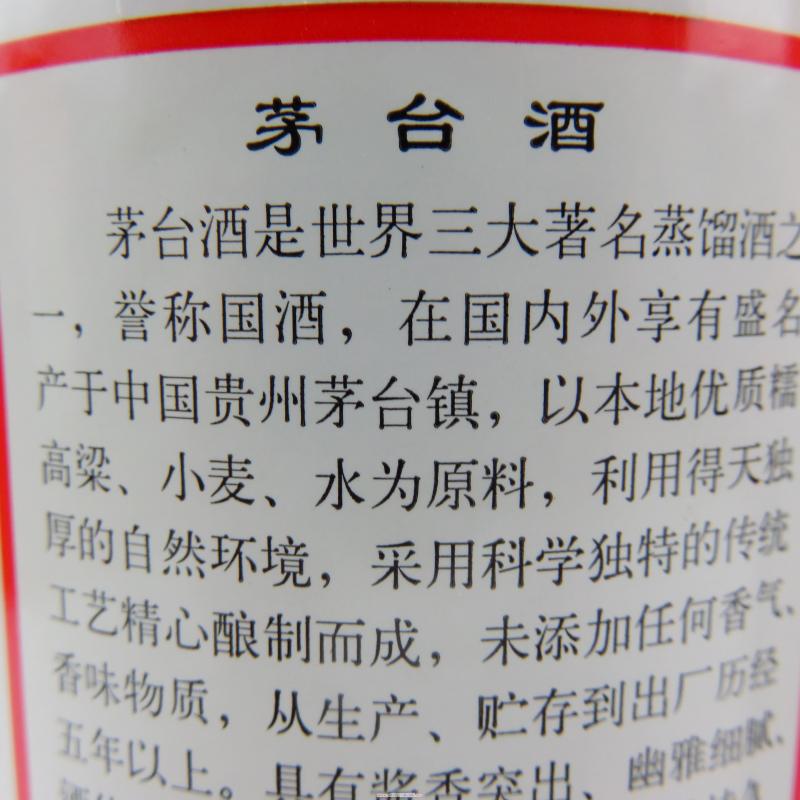 茅台酒
茅台酒是世界三大著名蒸馏酒之
一，誉称国酒，在国内外享有盛名
产于中国贵州茅台镇，以本地优质糯
高粱、小麦、水为原料，利用得天独
厚的自然环境，采用科学独特的传统
工艺精心酿制而成，未添加任何香气、
香味物质，从生产、贮存到出厂历经
五年以上。具有酱香突出、幽雅细腻、